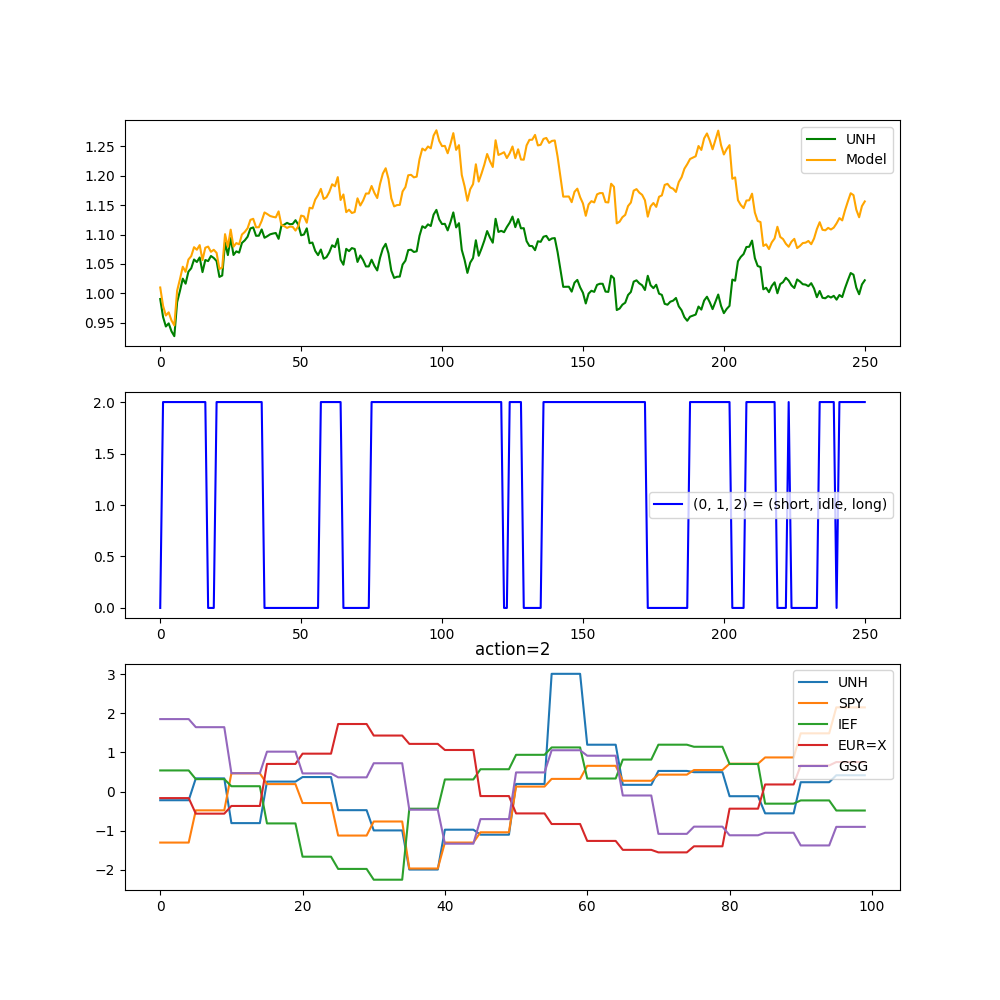 1.25
1.20
1.15
1.10
1.05
1.00
0.95
UNH
Model
0 50 100 150 200 250
2.0
1.5
1.0
0.5
0.0
(0, 1, 2) = (short, idle, long)
0 50 100 150 200 250
action=2
3
2
1
0
−1
−2
UNH
SPY
IEF
EUR=X
GSG
0 20 40 60 80 100